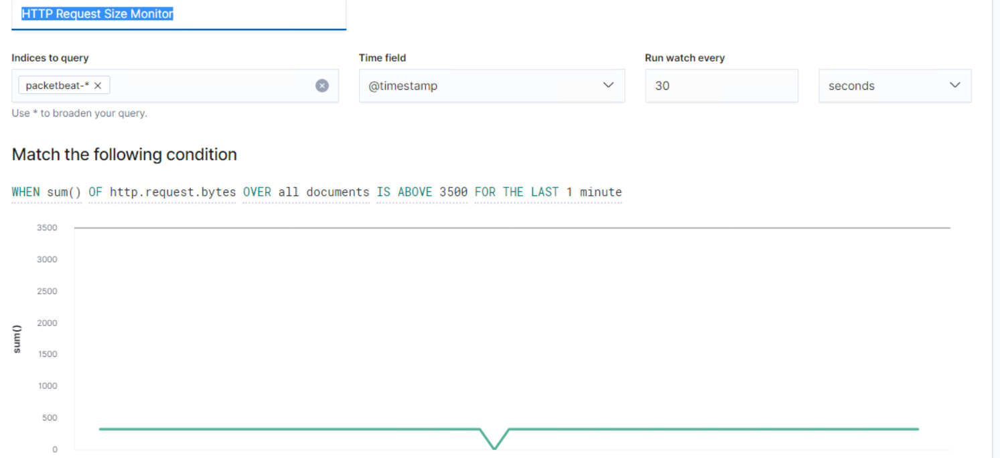 HTTP Request Size Monitor
Indices to query Time field Run watch every
packetbeat-* × @timestamp 30 seconds
Use * to broaden your query.
Match the following condition
WHEN sum() OF http.request.bytes OVER all documents IS ABOVE 3500 FOR THE LAST 1 minute
3500
3000
2500
2000
sum()
1500
1000
500
0